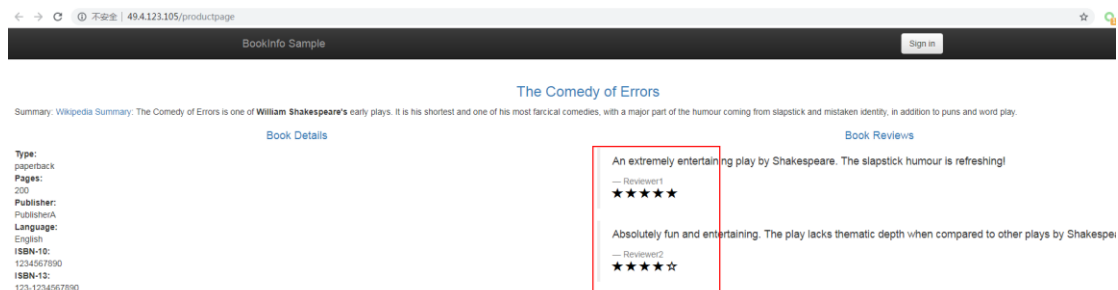 不安全 | 49.4.123.105/productpage
BookInfo Sample
Sign in
The Comedy of Errors
Summary: Wikipedia Summary: The Comedy of Errors is one of William Shakespeare's early plays. It is his shortest and one of his most farcical comedies, with a major part of the humour coming from slapstick and mistaken identity, in addition to puns and word play.
Book Details
Type:
paperback
Pages:
200
Publisher:
PublisherA
Language:
English
ISBN-10:
1234567890
ISBN-13:
123-1234567890
Book Reviews
An extremely entertaining play by Shakespeare. The slapstick humour is refreshing!
— Reviewer1
★★★★★
Absolutely fun and entertaining. The play lacks thematic depth when compared to other plays by Shakespea
— Reviewer2
★★★★☆